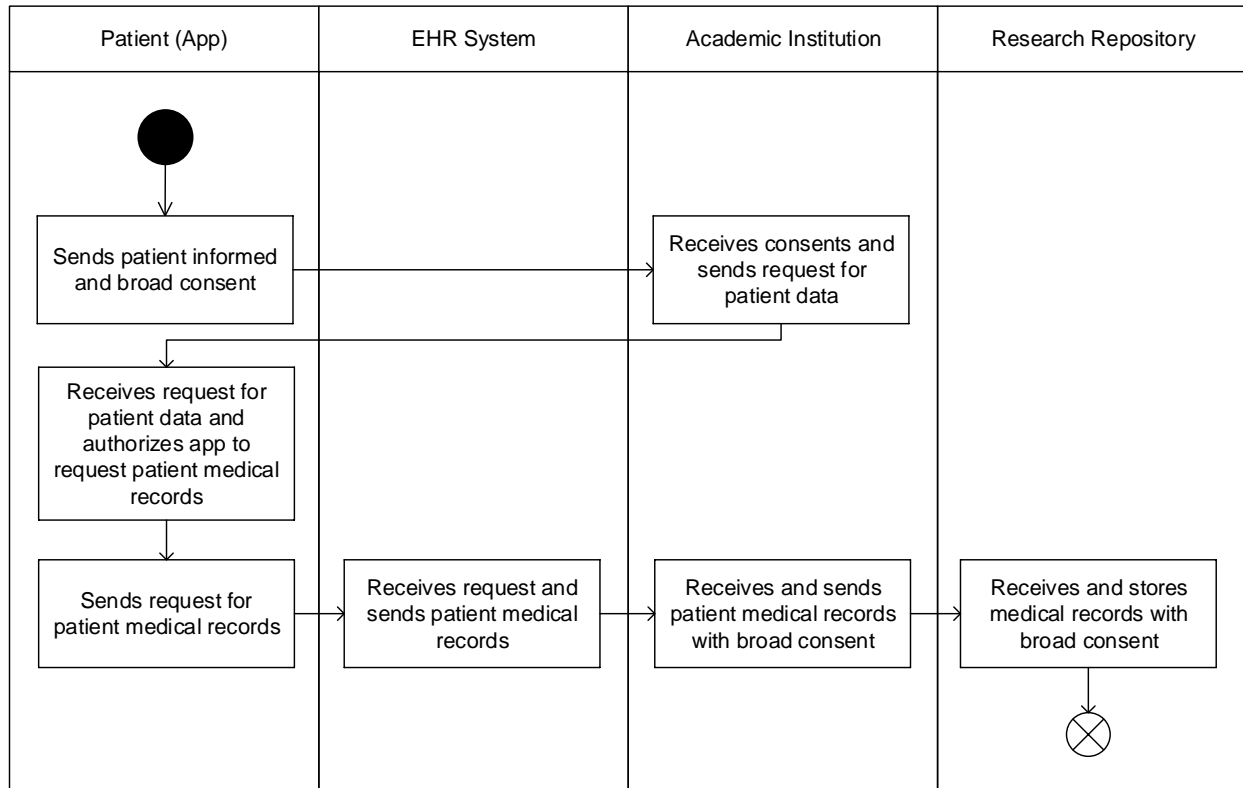 Patient (App)
EHR System
Academic Institution
Research Repository
Sends patient informed
and broad consent
Receives consents and
sends request for
patient data
Receives request for
patient data and
authorizes app to
request patient medical
records
Sends request for
patient medical records
Receives request and
sends patient medical
records
Receives and sends
patient medical records
with broad consent
Receives and stores
medical records with
broad consent